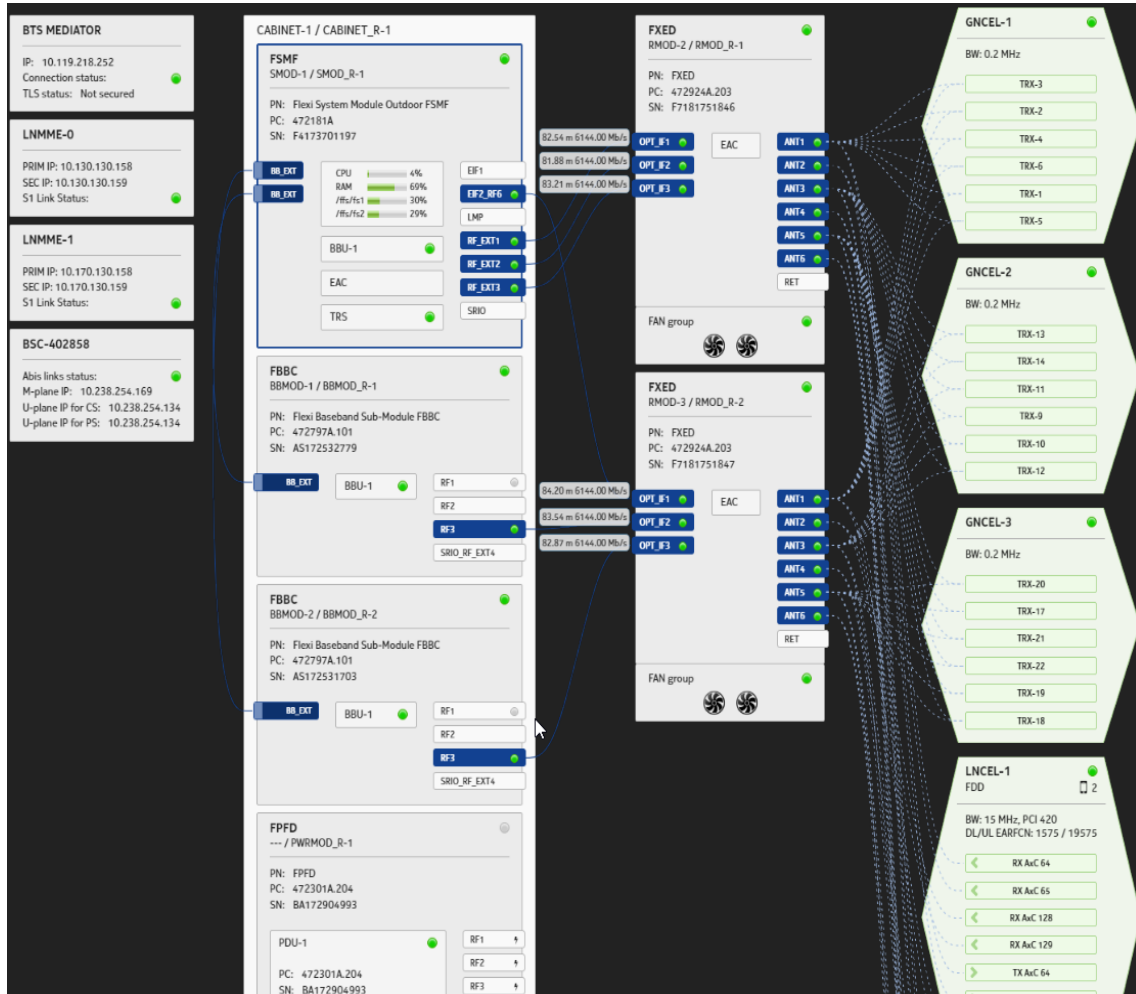 BTS MEDIATOR
IP: 10.119.218.252
Connection status:
TLS status: Not secured
LNMME-0
PRIM IP: 10.130.130.158
SEC IP: 10.130.130.159
S1 Link Status:
LNMME-1
PRIM IP: 10.170.130.158
SEC IP: 10.170.130.159
S1 Link Status:
BSC-402858
Abis links status:
M-plane IP: 10.238.254.169
U-plane IP for CS: 10.238.254.134
U-plane IP for PS: 10.238.254.134
CABINET-1 / CABINET_R-1
FSMF
SMOD-1 / SMOD_R-1
PN: Flexi System Module Outdoor FSMF
PC: 472181A
SN: F4173701197
BB_EXT
BB_EXT
CPU 4%
RAM 69%
/ffs/fs1 30%
/ffs/fs2 29%
BBU-1
EAC
TRS
EIF1
EIF2_RF6
LMP
RF_EXT1
RF_EXT2
RF_EXT3
SRIO
FBBC
BBMOD-1 / BBMOD_R-1
PN: Flexi Baseband Sub-Module FBBC
PC: 472797A.101
SN: AS172532779
BB_EXT
BBU-1
RF1
RF2
RF3
SRIO_RF_EXT4
FBBC
BBMOD-2 / BBMOD_R-2
PN: Flexi Baseband Sub-Module FBBC
PC: 472797A.101
SN: AS172531703
BB_EXT
BBU-1
RF1
RF2
RF3
SRIO_RF_EXT4
FPFD
--- / PWRMOD_R-1
PN: FPFD
PC: 472301A.204
SN: BA172904993
PDU-1
PC: 472301A.204
SN: BA172904993
RF1
RF2
RF3
FXED
RMOD-2 / RMOD_R-1
PN: FXED
PC: 472924A.203
SN: F7181751846
82.54 m 6144.00 Mb/s
81.88 m 6144.00 Mb/s
83.21 m 6144.00 Mb/s
OPT_IF1
OPT_IF2
OPT_IF3
EAC
ANT1
ANT2
ANT3
ANT4
ANT5
ANT6
RET
FAN group
FXED
RMOD-3 / RMOD_R-2
PN: FXED
PC: 472924A.203
SN: F7181751847
84.20 m 6144.00 Mb/s
83.54 m 6144.00 Mb/s
82.87 m 6144.00 Mb/s
OPT_IF1
OPT_IF2
OPT_IF3
EAC
ANT1
ANT2
ANT3
ANT4
ANT5
ANT6
RET
FAN group
GNCEL-1
BW: 0.2 MHz
TRX-3
TRX-2
TRX-4
TRX-6
TRX-1
TRX-5
GNCEL-2
BW: 0.2 MHz
TRX-13
TRX-14
TRX-11
TRX-9
TRX-10
TRX-12
GNCEL-3
BW: 0.2 MHz
TRX-20
TRX-17
TRX-21
TRX-22
TRX-19
TRX-18
LNCEL-1
FDD 2
BW: 15 MHz, PCI 420
DL/UL EARFCN: 1575 / 19575
RX AxC 64
RX AxC 65
RX AxC 128
RX AxC 129
TX AxC 64